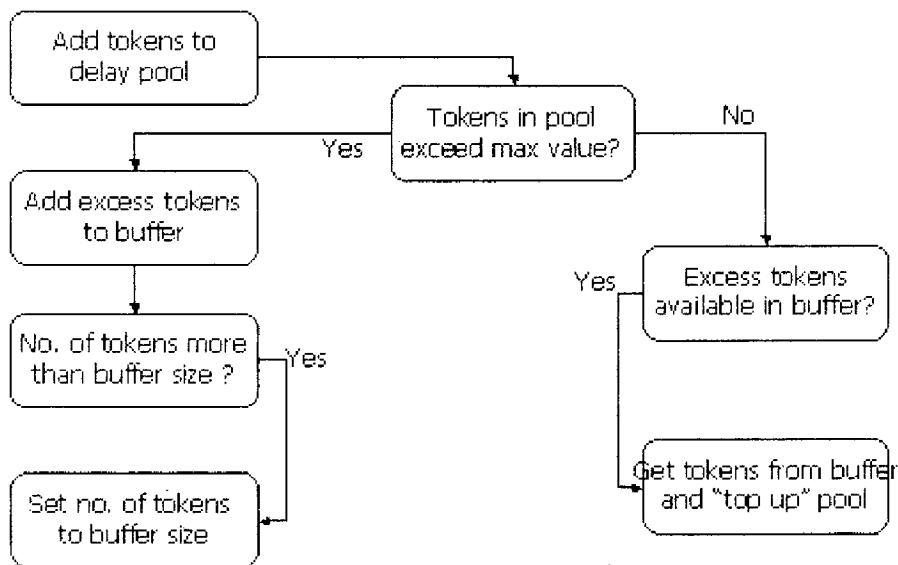 Add tokens to
delay pool
Tokens in pool
exceed max value?
Yes
No
Add excess tokens
to buffer
Yes
Excess tokens
available in buffer?
No. of tokens more
than buffer size ?
Yes
Get tokens from buffer
and "top up" pool
Set no. of tokens
to buffer size